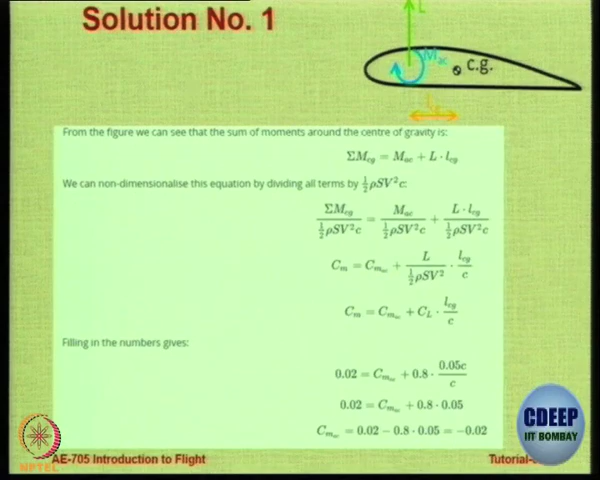 Solution No. 1
L
M
c.g.
From the figure we can see that the sum of moments around the centre of gravity is:
ΣM_cg = M_ac + L · l_cg
We can non-dimensionalise this equation by dividing all terms by ½ρSV²c:
ΣM_cg / ½ρSV²c = M_ac / ½ρSV²c + L · l_cg / ½ρSV²c
C_m = C_m_ac + L / ½ρSV² · l_cg / c
C_m = C_m_ac + C_L · l_cg / c
Filling in the numbers gives:
0.02 = C_m_ac + 0.8 · 0.05c / c
0.02 = C_m_ac + 0.8 · 0.05
C_m_ac = 0.02 − 0.8 · 0.05 = −0.02
CDEEP
IIT BOMBAY
NPTEL
AE-705 Introduction to Flight